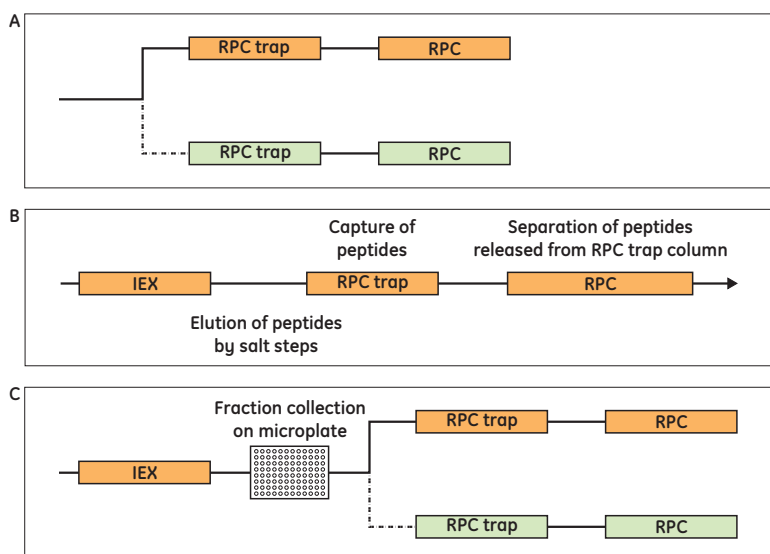 A
RPC trap
RPC
RPC trap
RPC
B
Capture of
peptides
Separation of peptides
released from RPC trap column
IEX
RPC trap
RPC
Elution of peptides
by salt steps
C
Fraction collection
on microplate
RPC trap
RPC
IEX
RPC trap
RPC